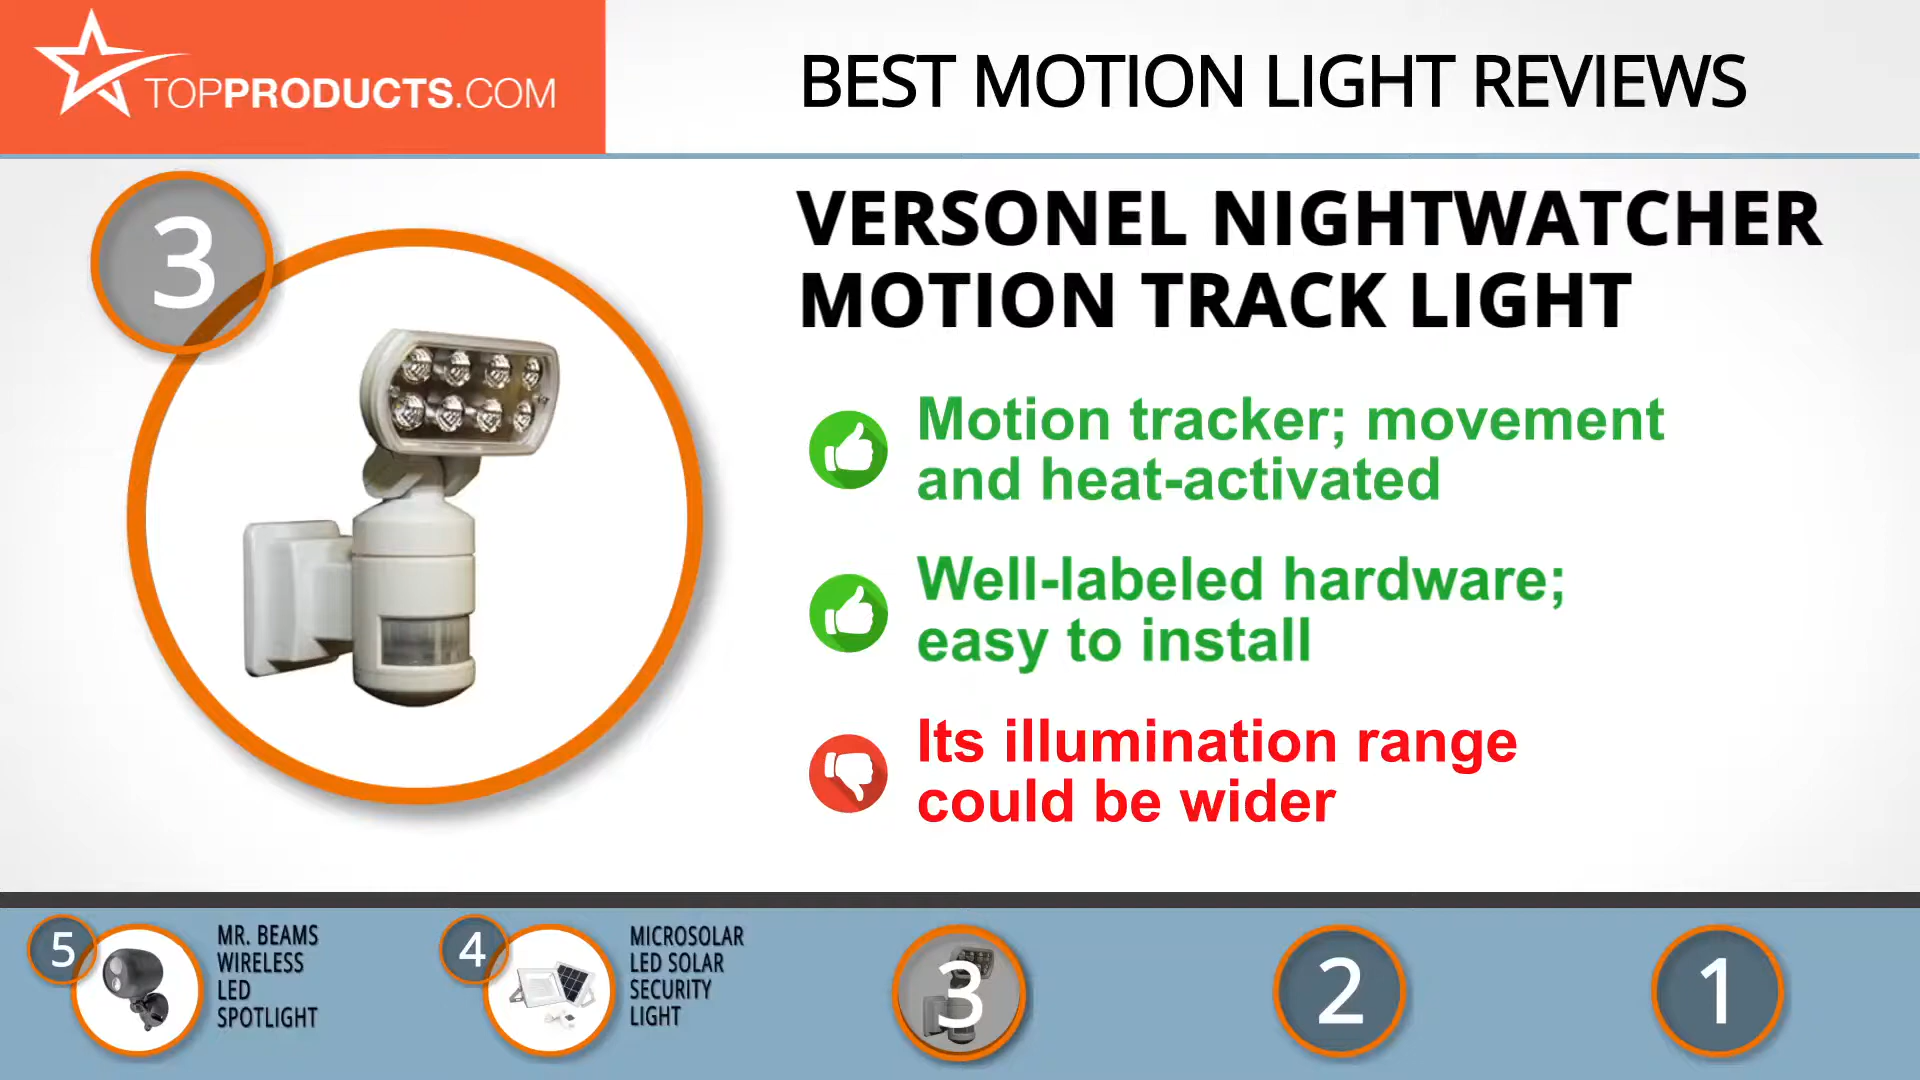 TOPPRODUCTS.COM
BEST MOTION LIGHT REVIEWS
3
VERSONEL NIGHTWATCHER
MOTION TRACK LIGHT
Motion tracker; movement
and heat-activated
Well-labeled hardware;
easy to install
Its illumination range
could be wider
5
MR. BEAMS
WIRELESS
LED
SPOTLIGHT
4
MICROSOLAR
LED SOLAR
SECURITY
LIGHT
3
2
1